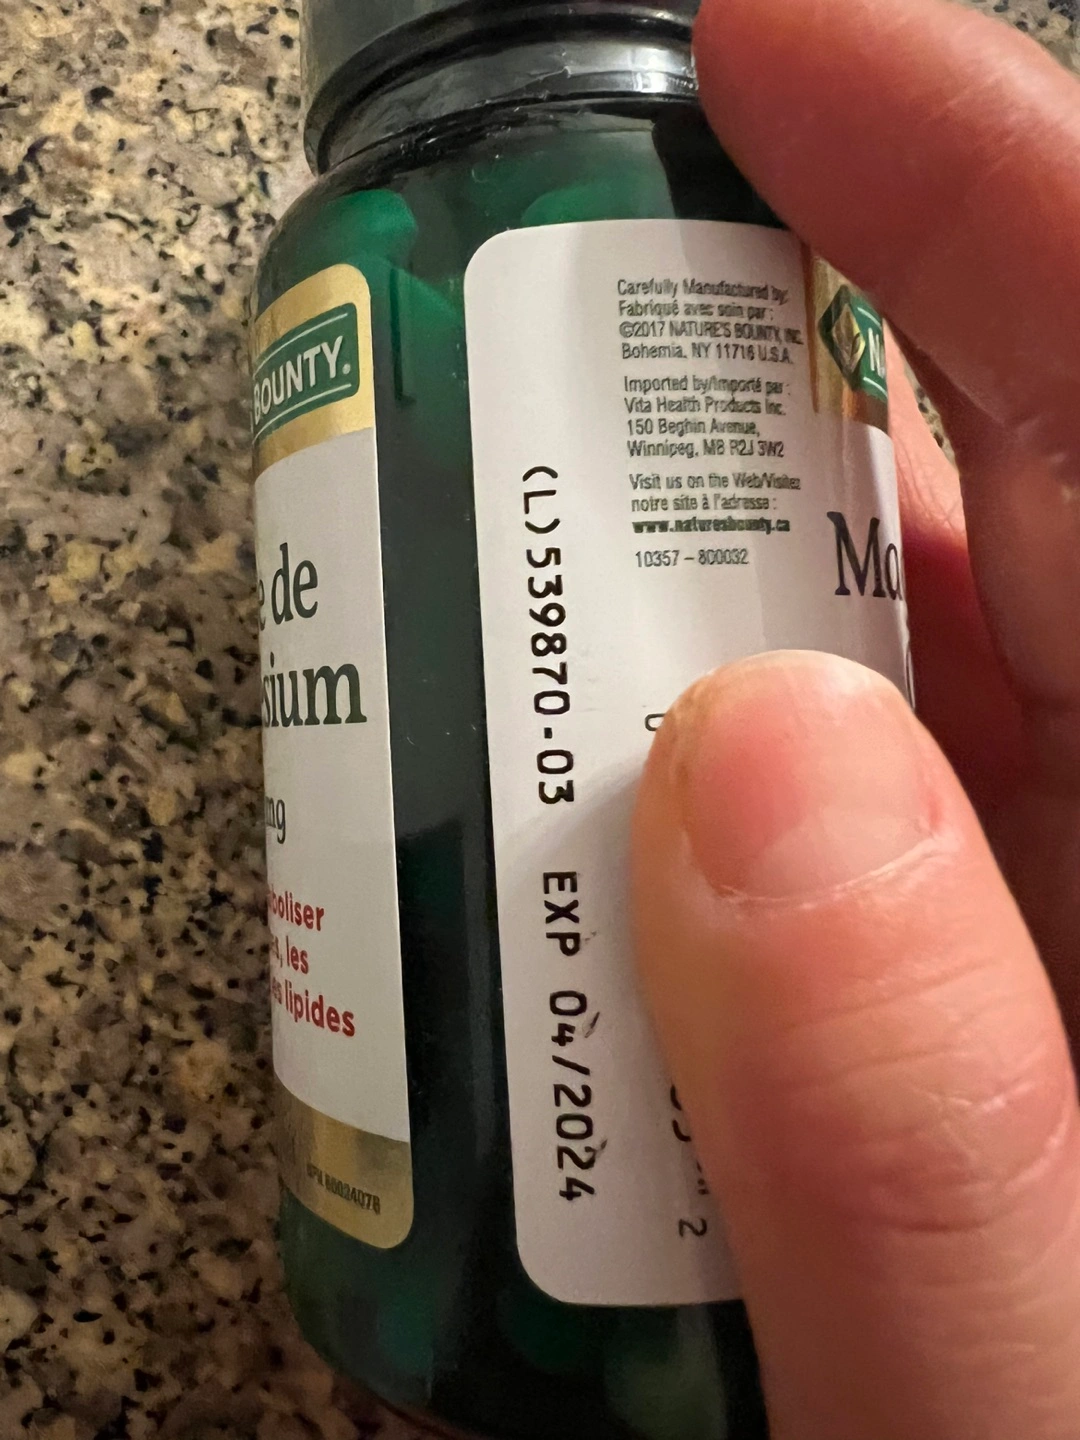 BOUNTY.
de
sium
mg
boliser
les
es lipides
Carefully Manufactured by:
Fabriqué avec soin par :
©2017 NATURE'S BOUNTY, INC.
Bohemia, NY 11716 U.S.A.
Imported by/Importé par :
Vita Health Products Inc.
150 Beghin Avenue,
Winnipeg, MB R2J 3W2
Visit us on the Web/Visitez
notre site à l'adresse :
www.naturesbounty.ca
10357 – 800032
(L)539870-03 EXP 04/2024
N
Ma
2